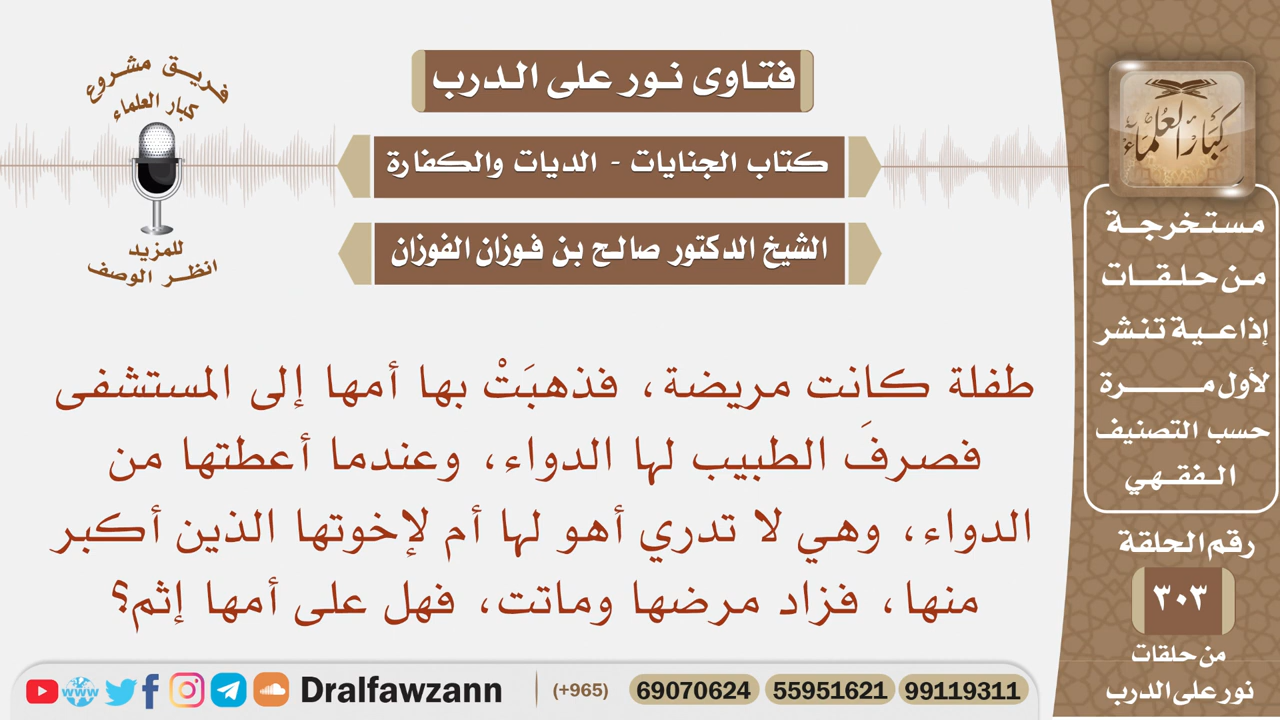 فتاوى نور على الدرب
كتاب الجنايات - الديات والكفارة
الشيخ الدكتور صالح بن فوزان الفوزان
فريق مشروع
كبار العلماء
للمزيد
انظر الوصف
كبار العلماء
مستخرجة
من حلقات
إذاعية تنشر
لأول مرة
حسب التصنيف
الفقهي
رقم الحلقة
٣٠٣
من حلقات
نور على الدرب
طفلة كانت مريضة، فذهبَتْ بها أمها إلى المستشفى
فصرفَ الطبيب لها الدواء، وعندما أعطتها من
الدواء، وهي لا تدري أهو لها أم لإخوتها الذين أكبر
منها، فزاد مرضها وماتت، فهل على أمها إثم؟
www Dralfawzann (+965) 69070624 55951621 99119311